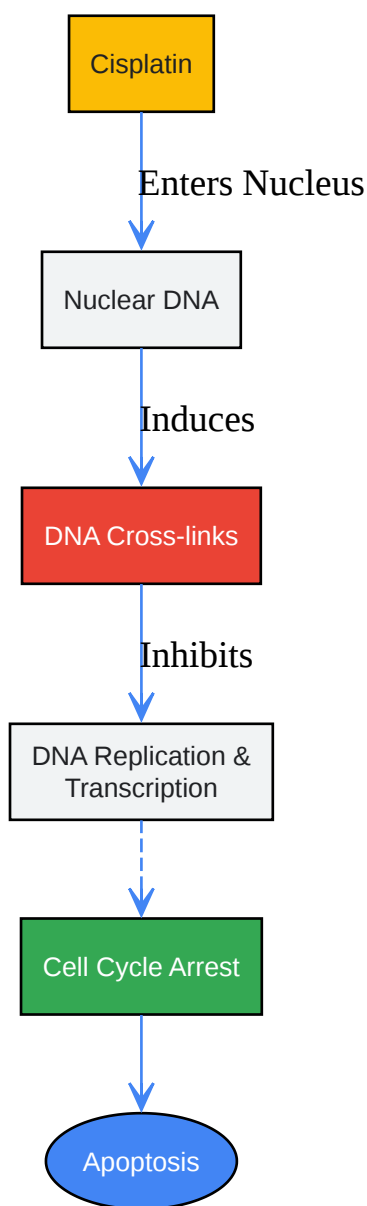 Cisplatin
Enters Nucleus
Nuclear DNA
Induces
DNA Cross-links
Inhibits
DNA Replication &
Transcription
Cell Cycle Arrest
Apoptosis